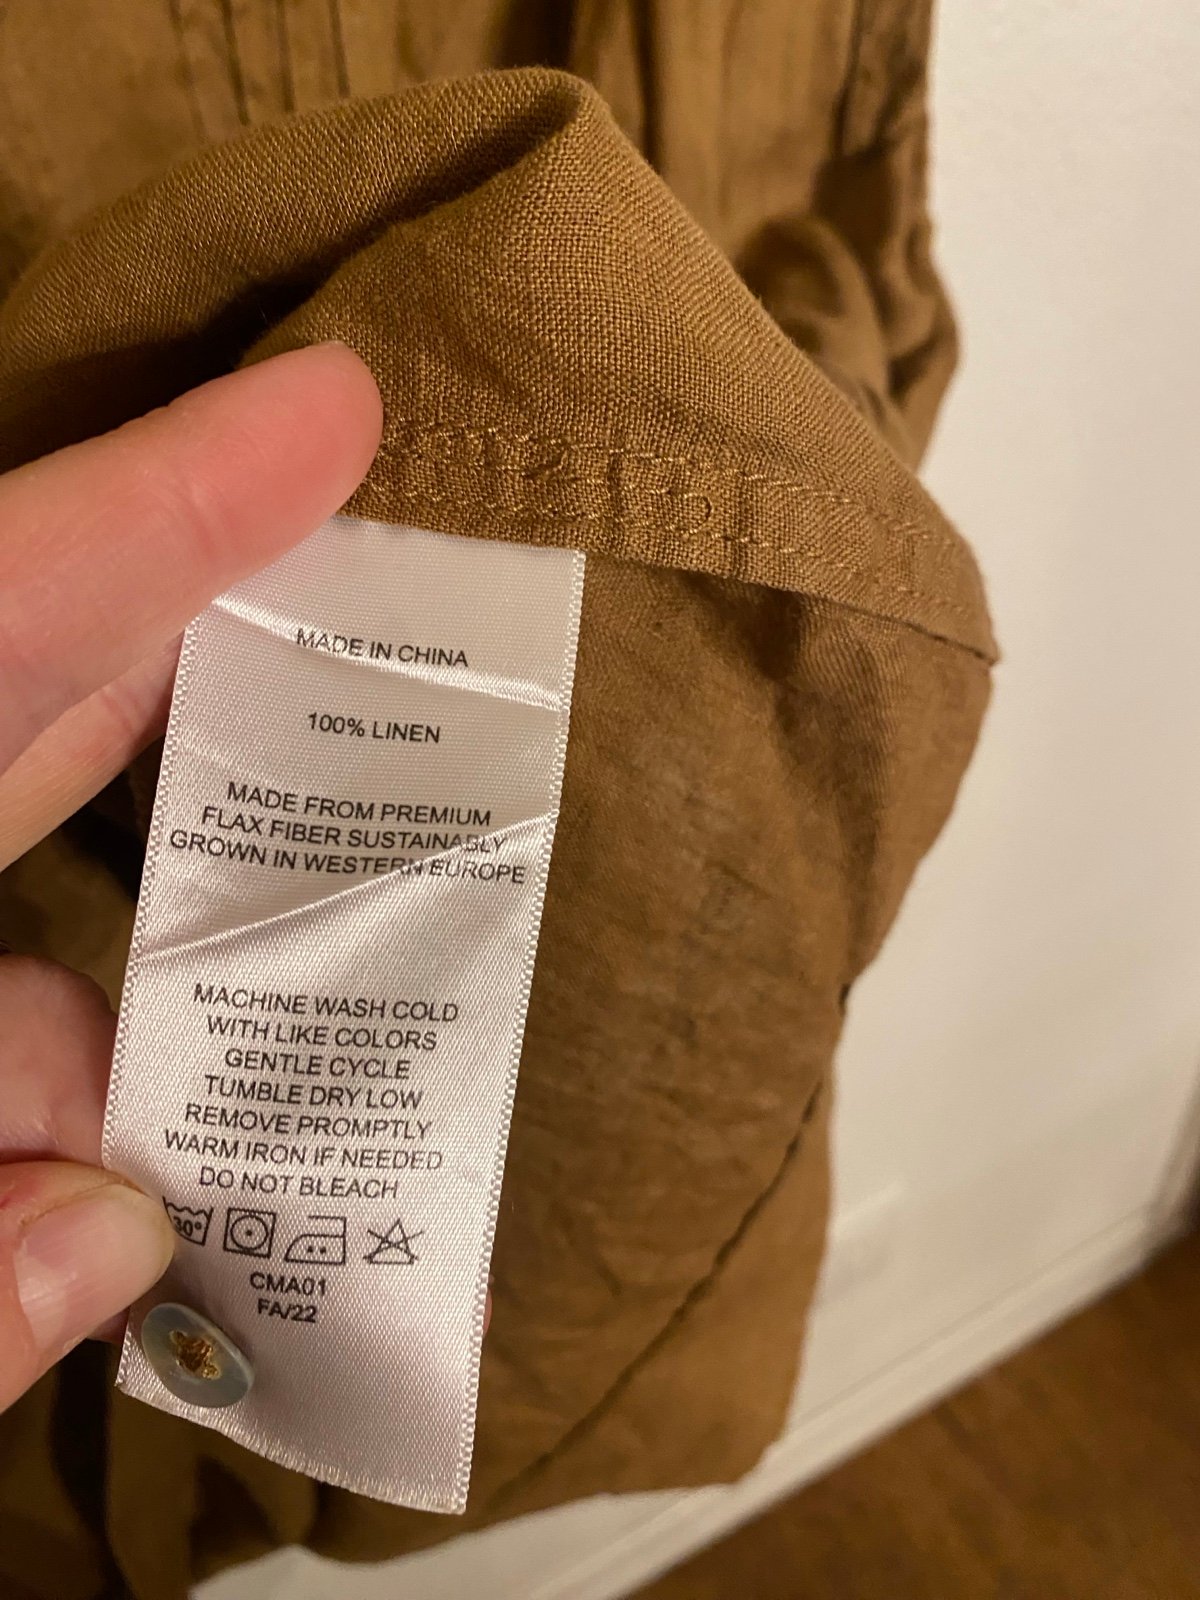 MADE IN CHINA
100% LINEN
MADE FROM PREMIUM
FLAX FIBER SUSTAINABLY
GROWN IN WESTERN EUROPE
MACHINE WASH COLD
WITH LIKE COLORS
GENTLE CYCLE
TUMBLE DRY LOW
REMOVE PROMPTLY
WARM IRON IF NEEDED
DO NOT BLEACH
30°
CMA01
FA/22